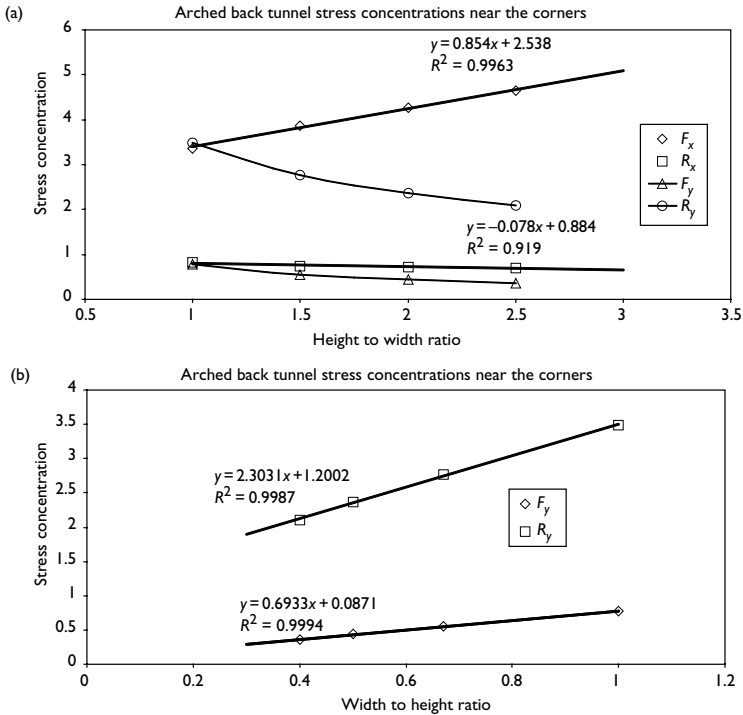 (a)
Arched back tunnel stress concentrations near the corners
6
5
4
3
2
1
0
Stress concentration
y = 0.854x + 2.538
R² = 0.9963
y = –0.078x + 0.884
R² = 0.919
Fx
Rx
Fy
Ry
0.5 1 1.5 2 2.5 3 3.5
Height to width ratio
(b)
Arched back tunnel stress concentrations near the corners
4
3.5
3
2.5
2
1.5
1
0.5
0
Stress concentration
y = 2.3031x + 1.2002
R² = 0.9987
y = 0.6933x + 0.0871
R² = 0.9994
Fy
Ry
0 0.2 0.4 0.6 0.8 1 1.2
Width to height ratio